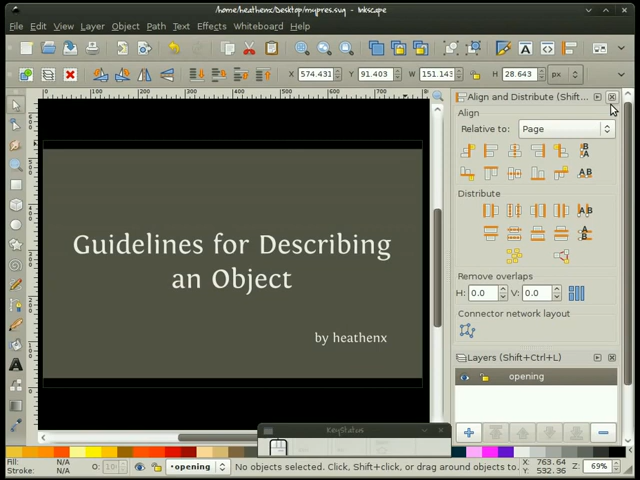 /home/heathenx/Desktop/mypres.svg - Inkscape
File Edit View Layer Object Path Text Effects Whiteboard Help
X 574.431 Y 91.403 W 151.143 H 28.643 px
Align and Distribute (Shift...
Align
Relative to: Page
Distribute
Remove overlaps
H: 0.0 V: 0.0
Connector network layout
Layers (Shift+Ctrl+L)
opening
Guidelines for Describing
an Object
by heathenx
KeyStatus
Fill: N/A
Stroke: N/A
O:
•opening
No objects selected. Click, Shift+click, or drag around objects to.
X: 763.64
Y: 532.36
Z: 69%